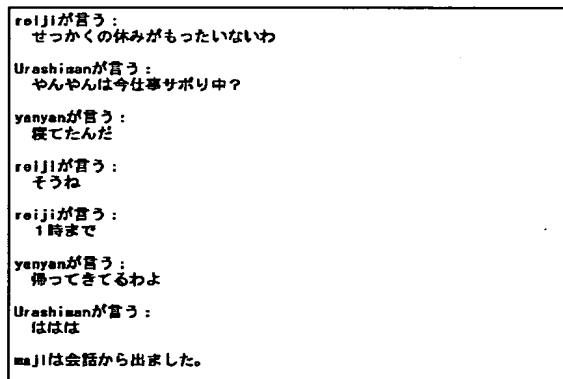 reijiが言う：
せっかくの休みがもったいないわ
Urashimanが言う：
やんやんは今仕事サボり中？
yanyanが言う：
寝てたんだ
reijiが言う：
そうね
reijiが言う：
１時まで
yanyanが言う：
帰ってきてるわよ
Urashimanが言う：
ははは
majiは会話から出ました。